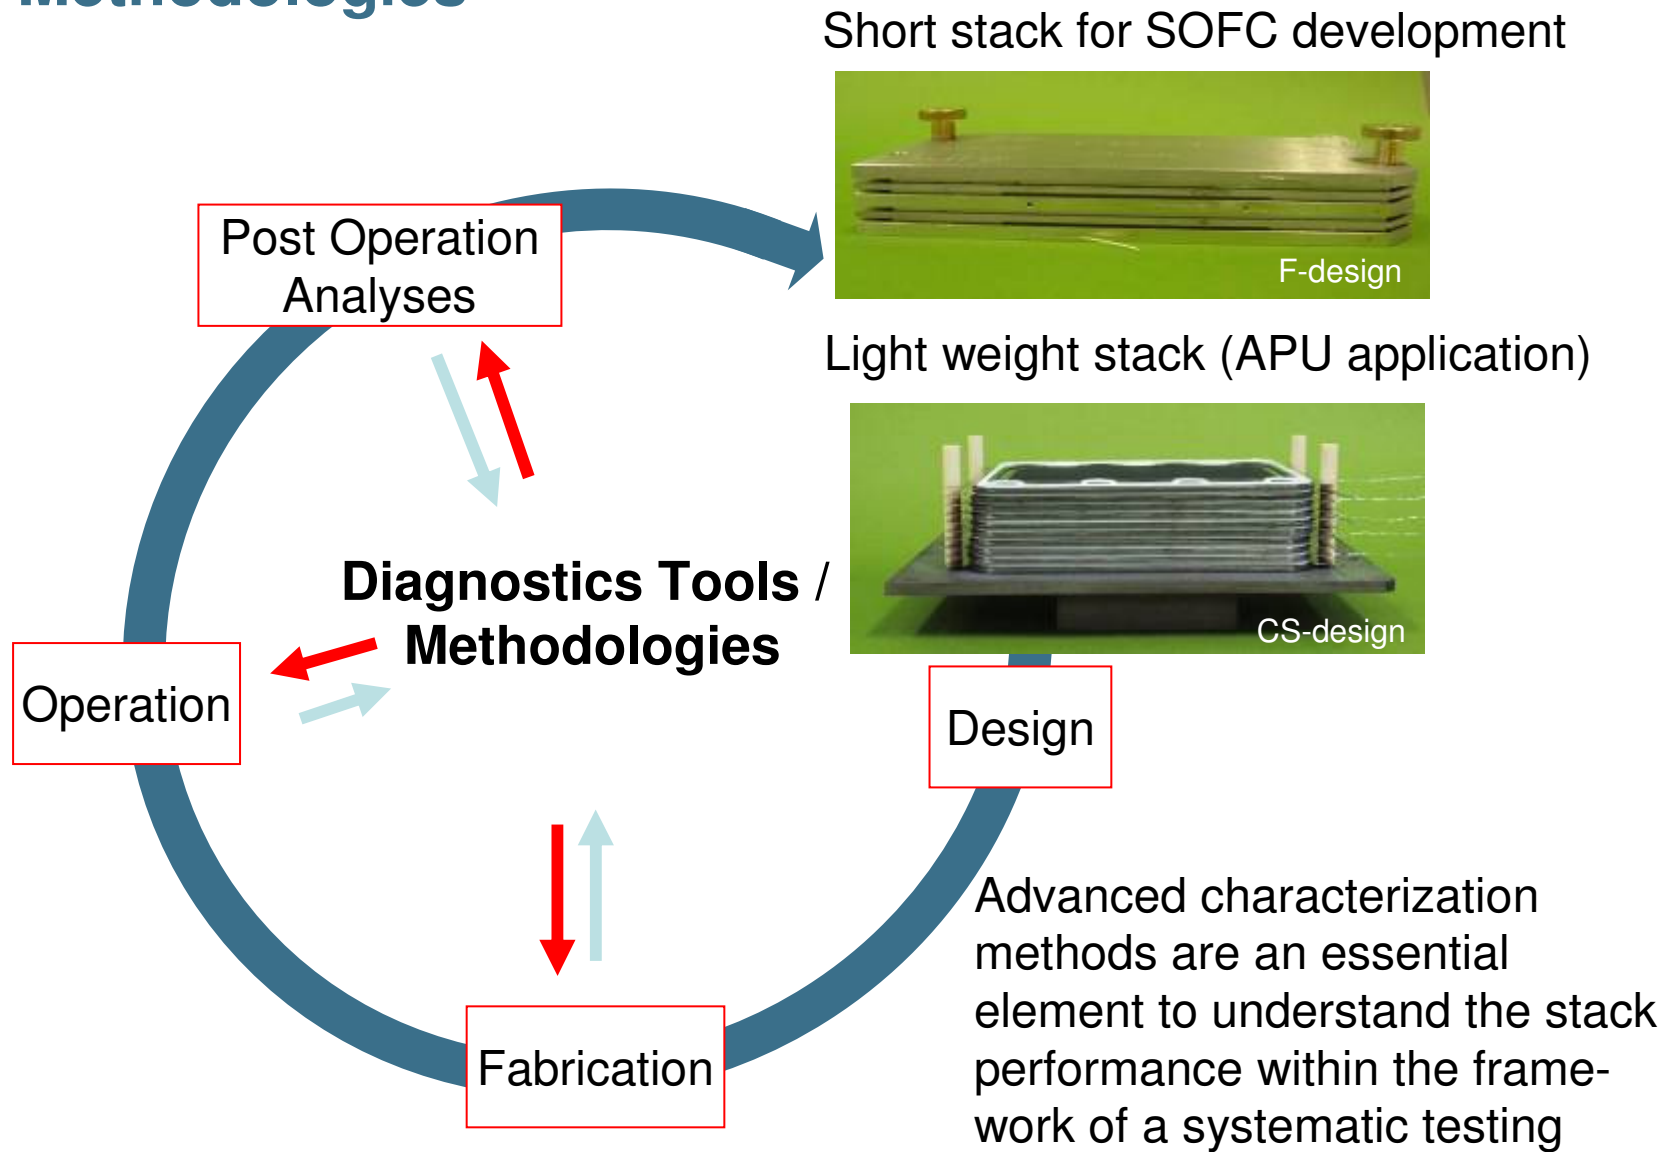 Methodologies
Short stack for SOFC development
F-design
Post Operation
Analyses
Light weight stack (APU application)
CS-design
Diagnostics Tools /
Methodologies
Operation
Design
Fabrication
Advanced characterization
methods are an essential
element to understand the stack
performance within the frame-
work of a systematic testing